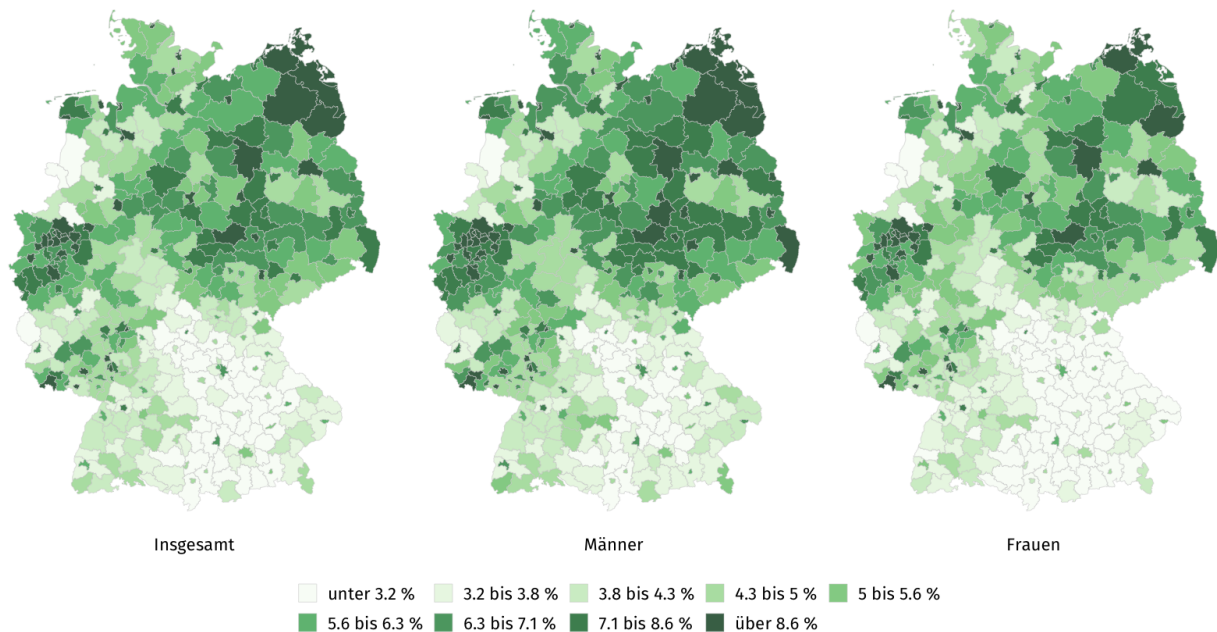 Insgesamt Männer Frauen
unter 3.2 % 3.2 bis 3.8 % 3.8 bis 4.3 % 4.3 bis 5 % 5 bis 5.6 %
5.6 bis 6.3 % 6.3 bis 7.1 % 7.1 bis 8.6 % über 8.6 %